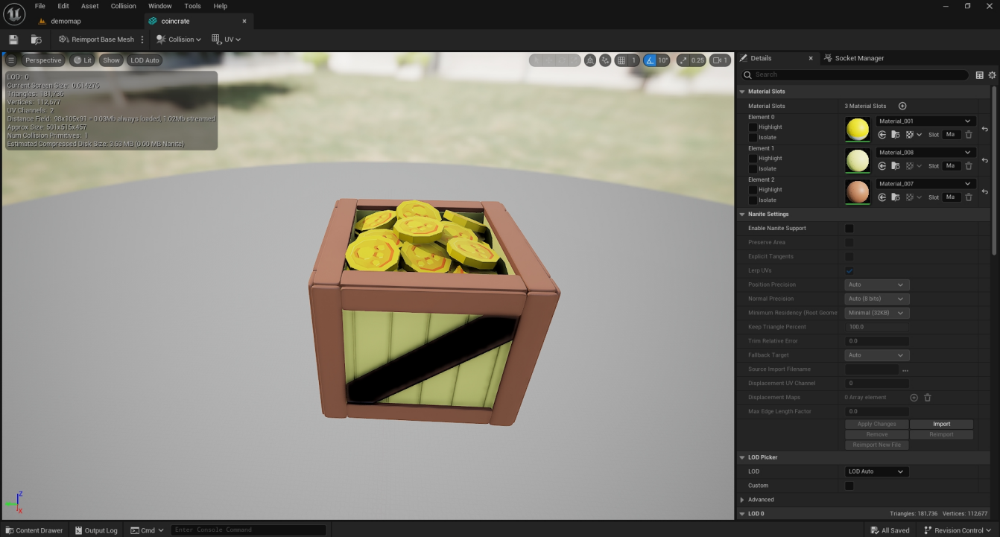 File Edit Asset Collision Window Tools Help
demomap
coincrate
Reimport Base Mesh
Collision
UV
Perspective
Lit
Show
LOD Auto
1
10°
0.25
1
LOD: 0
Current Screen Size: 0.614275
Triangles: 181,736
Vertices: 112,677
UV Channels: 2
Distance Field: 98x105x91 = 0.03Mb always loaded, 1.02Mb streamed
Approx Size: 501x515x457
Num Collision Primitives: 1
Estimated Compressed Disk Size: 3.63 MB (0.00 MB Nanite)
Z
X
Details
Socket Manager
Search
Material Slots
Material Slots 3 Material Slots
Element 0
Highlight
Isolate
Material_001
Slot Ma
Element 1
Highlight
Isolate
Material_008
Slot Ma
Element 2
Highlight
Isolate
Material_007
Slot Ma
Nanite Settings
Enable Nanite Support
Preserve Area
Explicit Tangents
Lerp UVs
Position Precision Auto
Normal Precision Auto (8 bits)
Minimum Residency (Root Geome Minimal (32KB)
Keep Triangle Percent 100.0
Trim Relative Error 0.0
Fallback Target Auto
Source Import Filename ...
Displacement UV Channel 0
Displacement Maps 0 Array element
Max Edge Length Factor 0.0
Apply Changes Import
Remove Reimport
Reimport New File
LOD Picker
LOD LOD Auto
Custom
Advanced
LOD 0 Triangles: 181,736 Vertices: 112,677
Content Drawer
Output Log
Cmd
Enter Console Command
All Saved
Revision Control